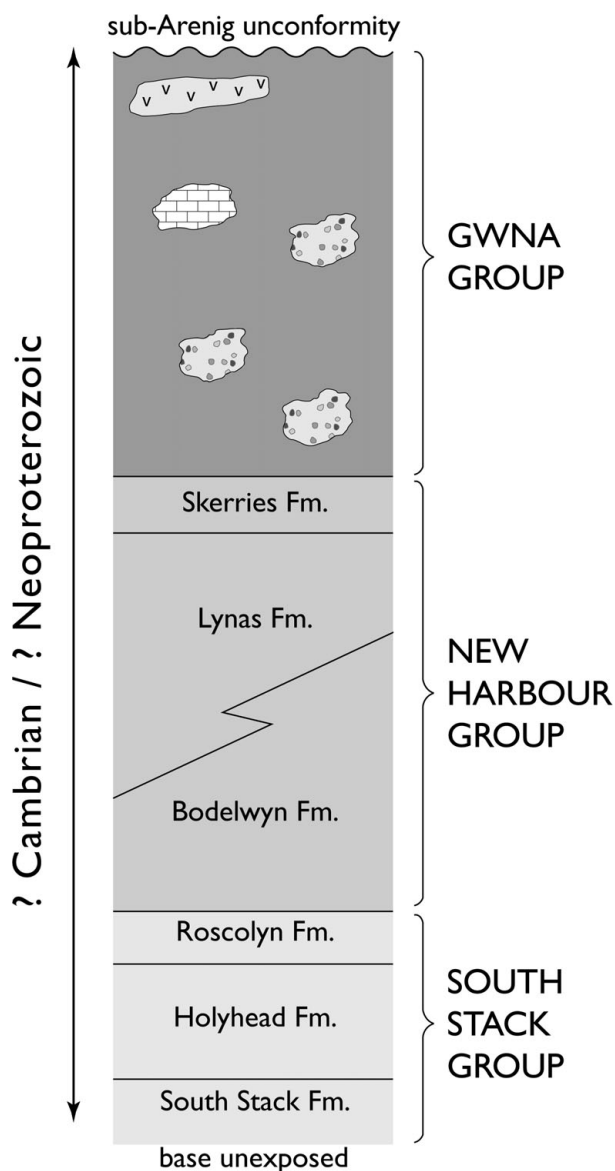 sub-Arenig unconformity
v v v v v v
GWNA
GROUP
Skerries Fm.
Lynas Fm.
Bodelwyn Fm.
NEW
HARBOUR
GROUP
Roscolyn Fm.
Holyhead Fm.
South Stack Fm.
SOUTH
STACK
GROUP
base unexposed
? Cambrian / ? Neoproterozoic